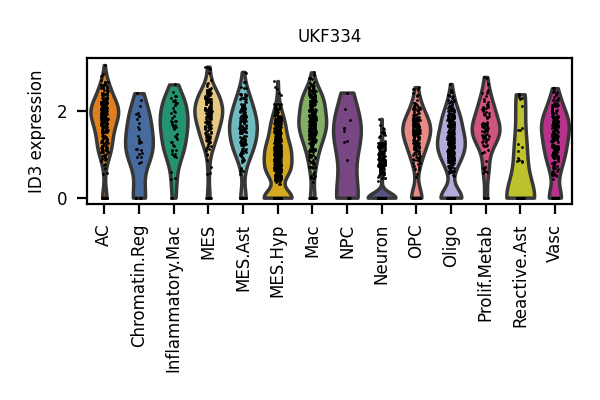 UKF334
ID3 expression
2
0
AC
Chromatin.Reg
Inflammatory.Mac
MES
MES.Ast
MES.Hyp
Mac
NPC
Neuron
OPC
Oligo
Prolif.Metab
Reactive.Ast
Vasc